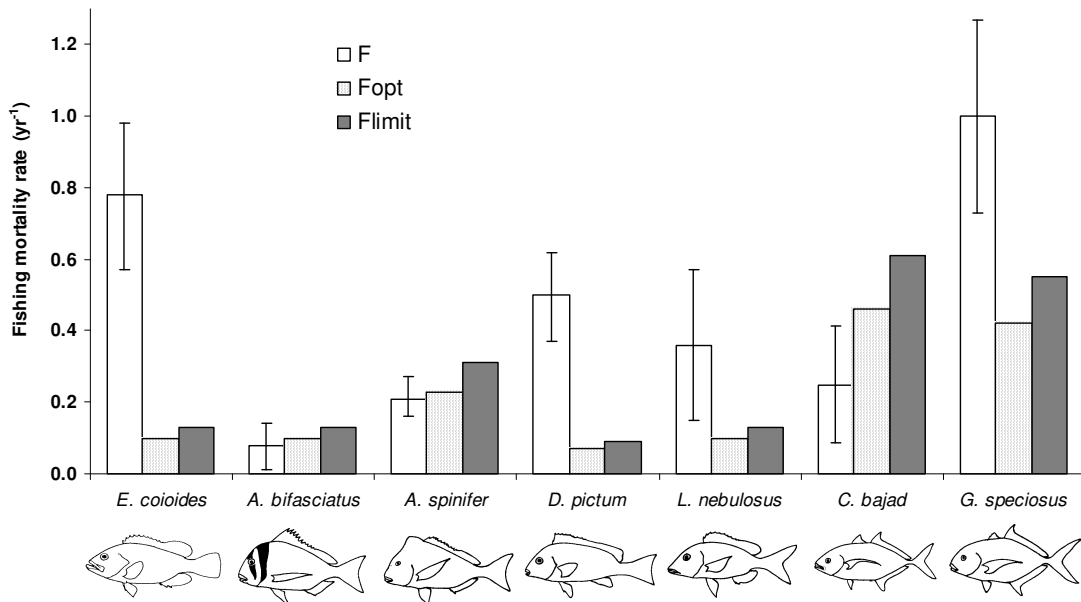 Fishing mortality rate (yr-1)
1.2
1.0
0.8
0.6
0.4
0.2
0.0
F
Fopt
Flimit
E. coioides A. bifasciatus A. spinifer D. pictum L. nebulosus C. bajad G. speciosus